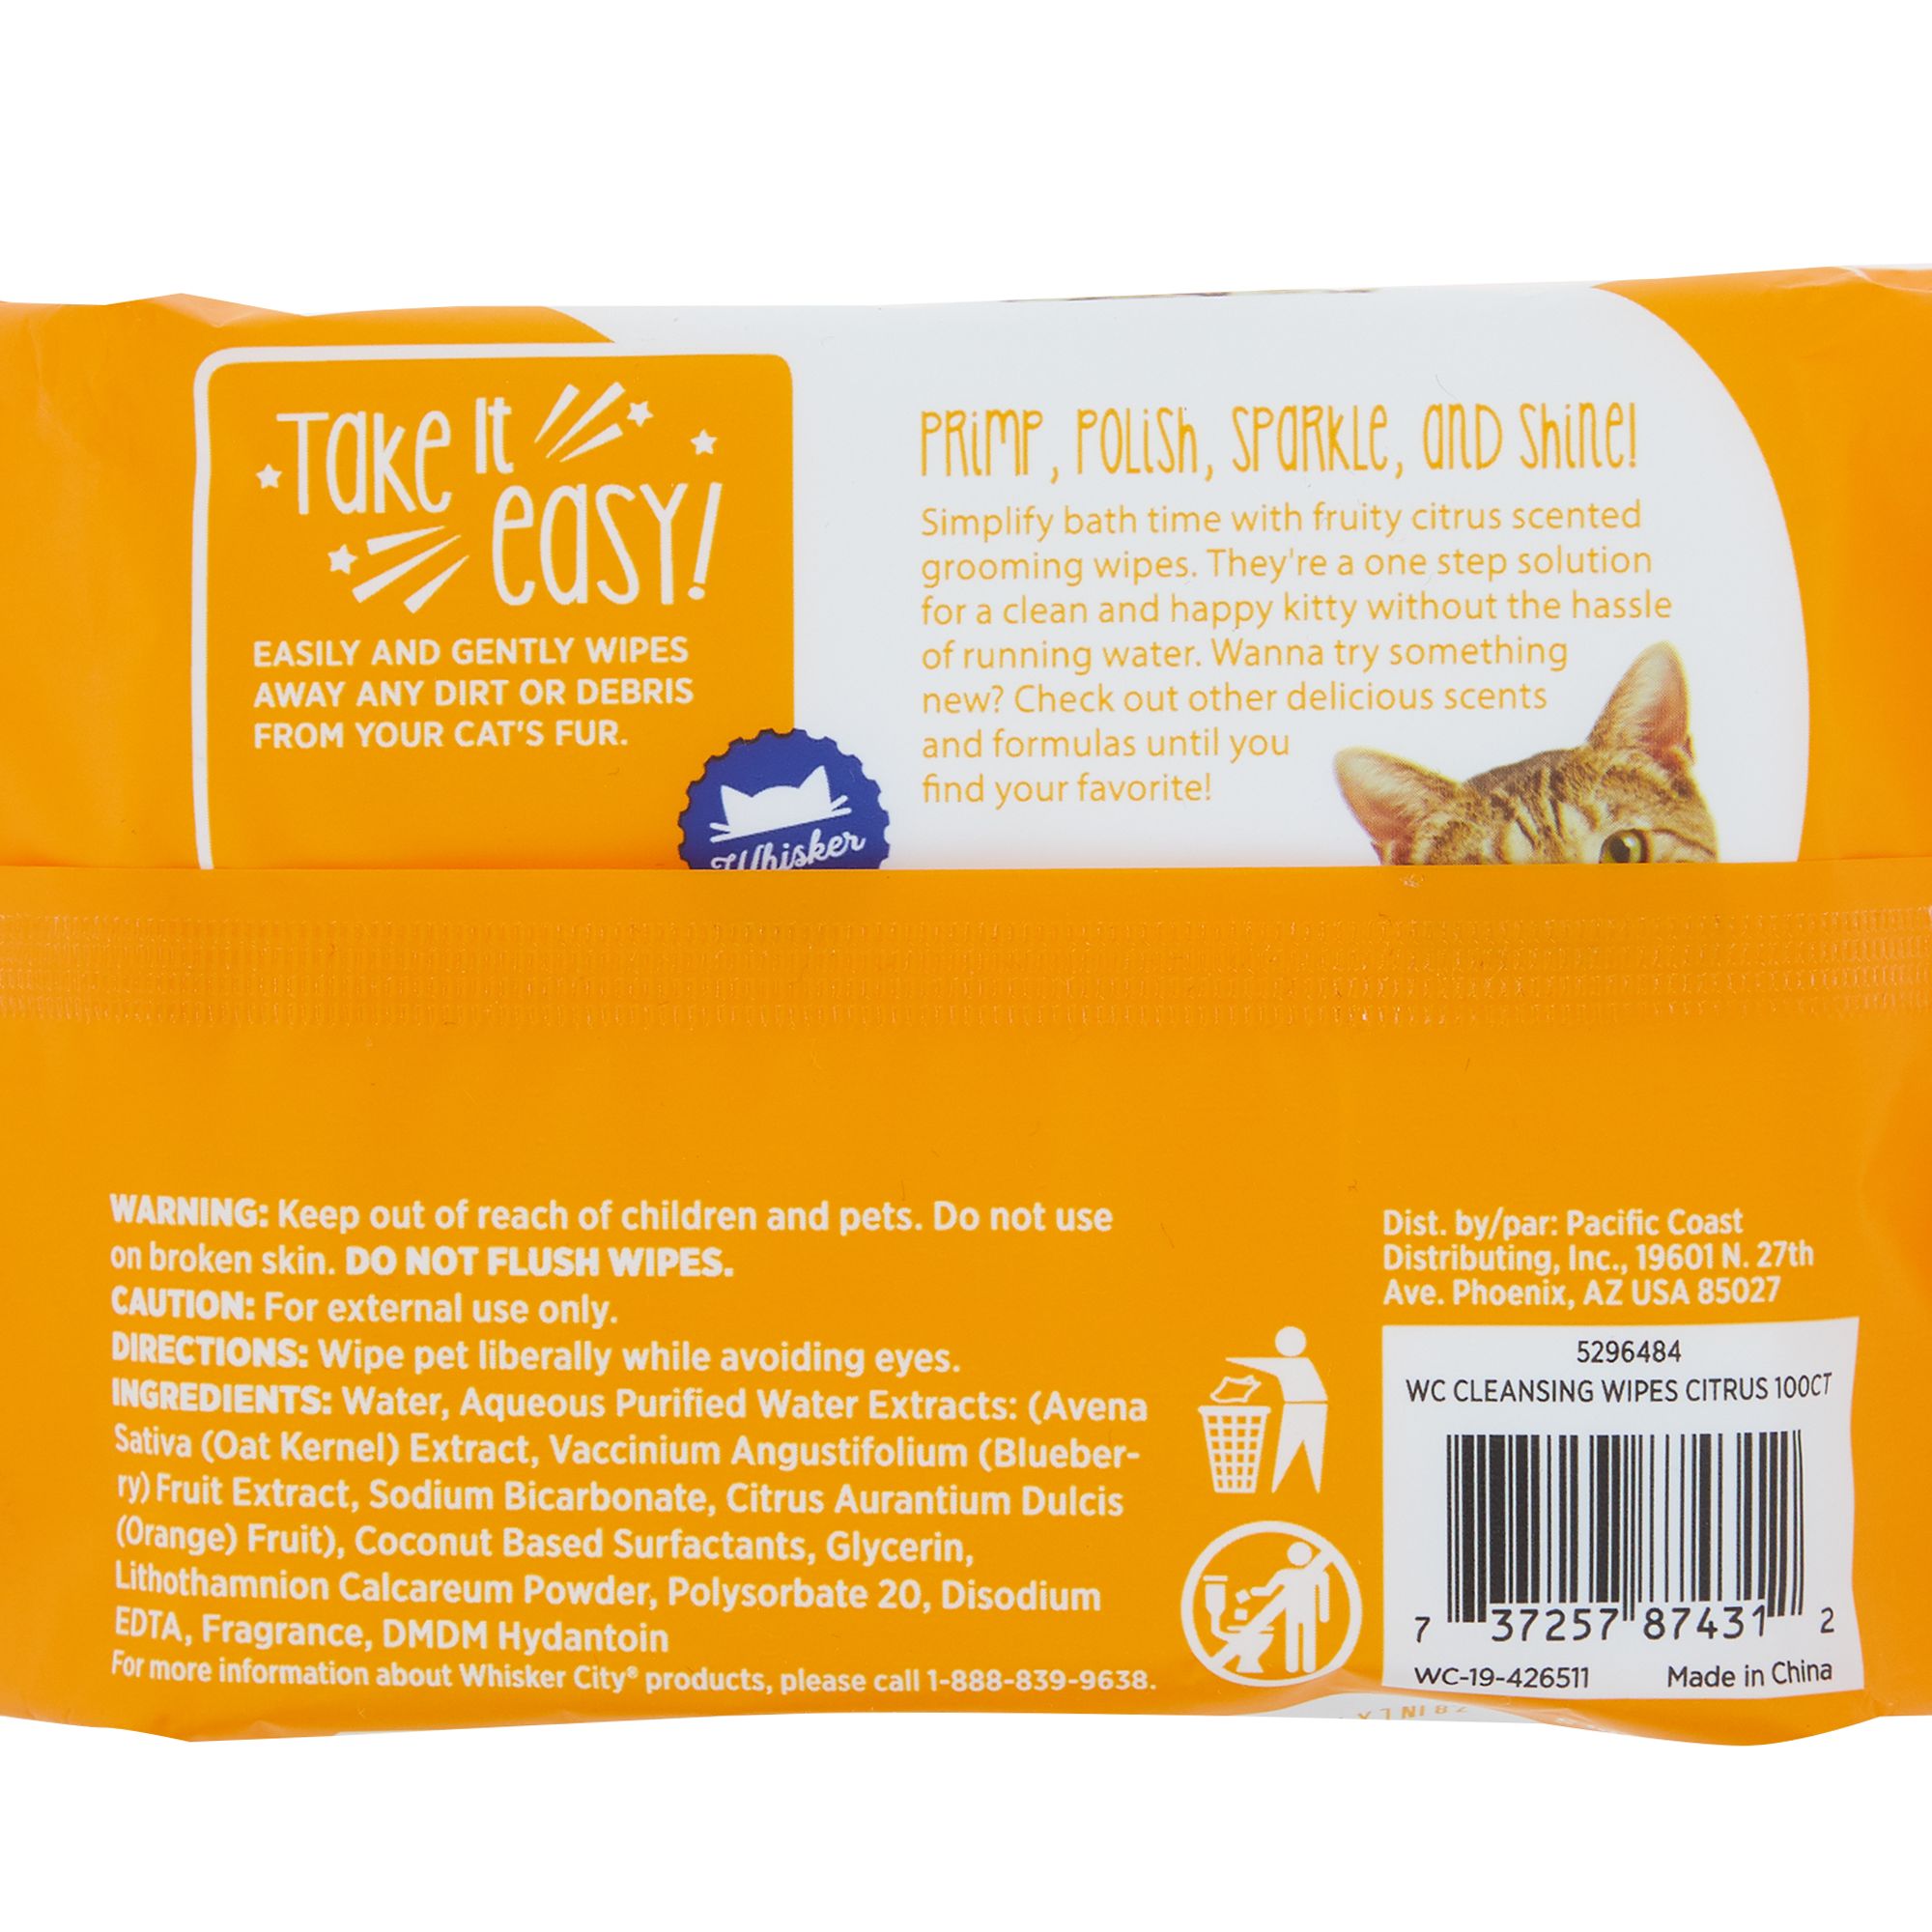 Take It
easy!
EASILY AND GENTLY WIPES
AWAY ANY DIRT OR DEBRIS
FROM YOUR CAT'S FUR.
Whisker
PRIMP, POLISH, SPARKLE, AND SHINE!
Simplify bath time with fruity citrus scented
grooming wipes. They're a one step solution
for a clean and happy kitty without the hassle
of running water. Wanna try something
new? Check out other delicious scents
and formulas until you
find your favorite!
WARNING: Keep out of reach of children and pets. Do not use
on broken skin. DO NOT FLUSH WIPES.
CAUTION: For external use only.
DIRECTIONS: Wipe pet liberally while avoiding eyes.
INGREDIENTS: Water, Aqueous Purified Water Extracts: (Avena
Sativa (Oat Kernel) Extract, Vaccinium Angustifolium (Blueber-
ry) Fruit Extract, Sodium Bicarbonate, Citrus Aurantium Dulcis
(Orange) Fruit), Coconut Based Surfactants, Glycerin,
Lithothamnion Calcareum Powder, Polysorbate 20, Disodium
EDTA, Fragrance, DMDM Hydantoin
For more information about Whisker City® products, please call 1-888-839-9638.
Dist. by/par: Pacific Coast
Distributing, Inc., 19601 N. 27th
Ave. Phoenix, AZ USA 85027
5296484
WC CLEANSING WIPES CITRUS 100CT
7 37257 87431 2
WC-19-426511 Made in China